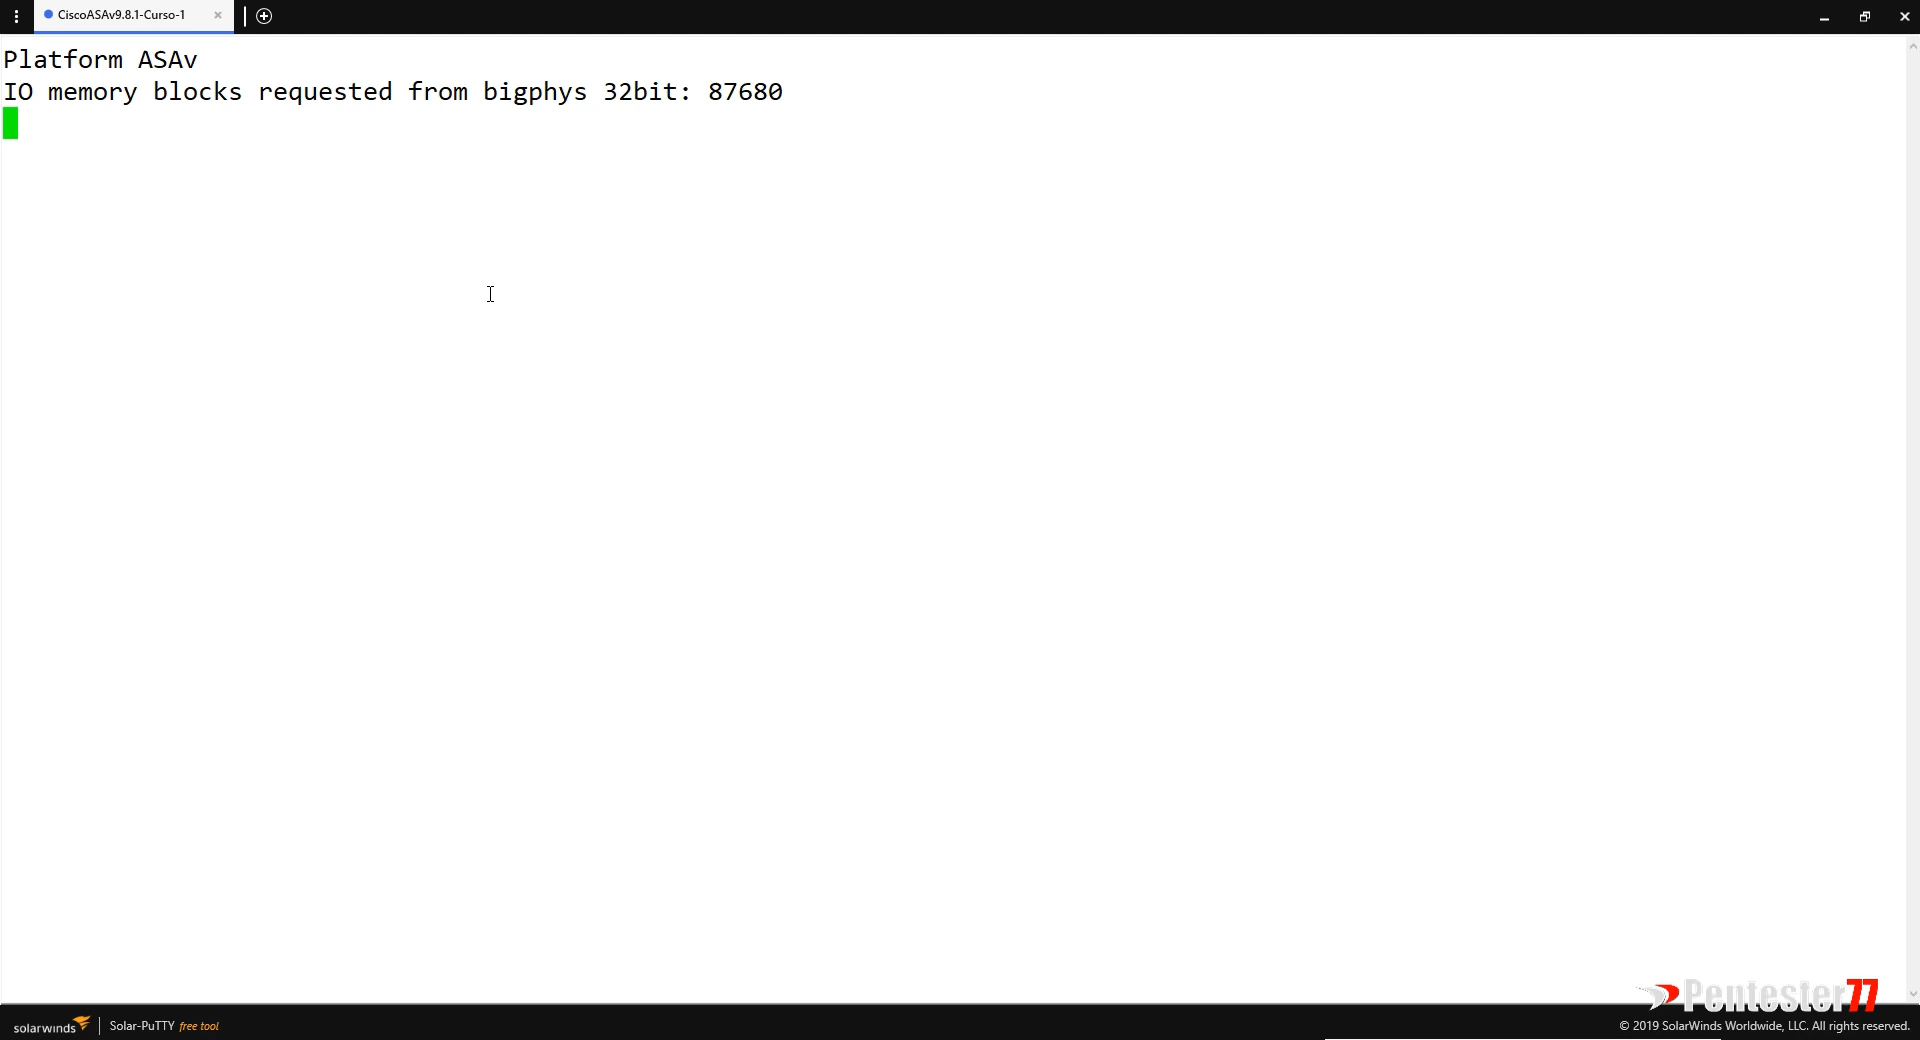 CiscoASAv9.8.1-Curso-1
Platform ASAv
IO memory blocks requested from bigphys 32bit: 87680
Pentester77
solarwinds | Solar-PuTTY free tool
© 2019 SolarWinds Worldwide, LLC. All rights reserved.